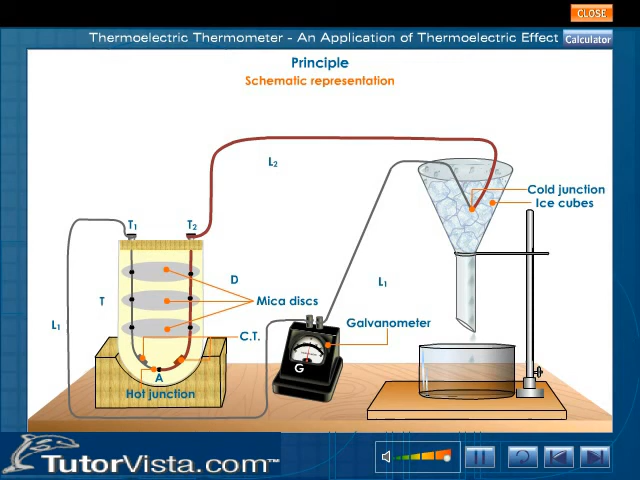 CLOSE
Thermoelectric Thermometer - An Application of Thermoelectric Effect
Calculator
Principle
Schematic representation
L2
Cold junction
Ice cubes
T1
T2
D
L1
T
Mica discs
L1
Galvanometer
C.T.
G
A
Hot junction
TutorVista.com™